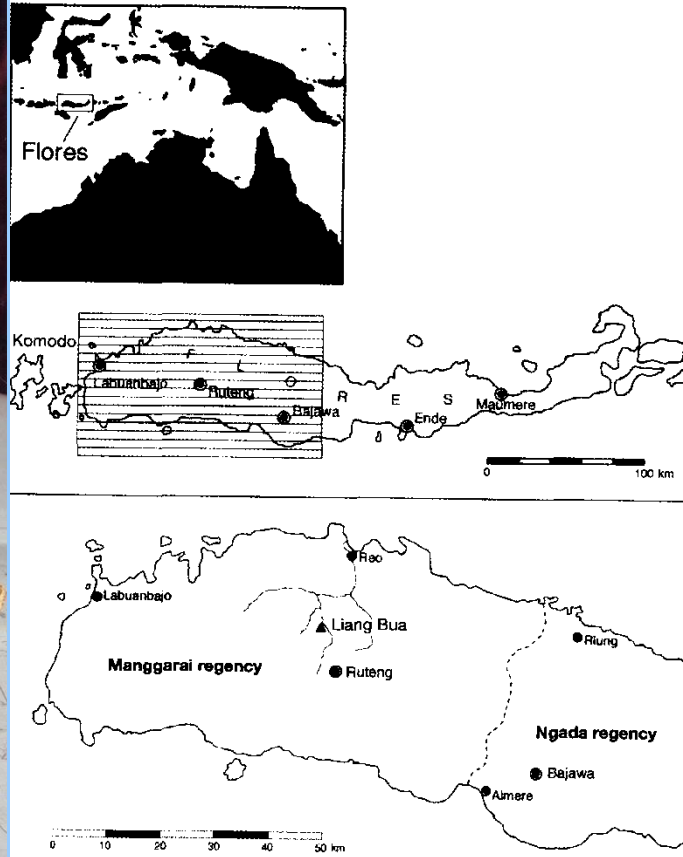 Flores
Komodo
F L O R E S
Labuanbajo
Ruteng
Bajawa
Ende
Maumere
0 100 km
Reo
Labuanbajo
Liang Bua
Riung
Manggarai regency
Ruteng
Ngada regency
Bajawa
Aimere
0 10 20 30 40 50 km